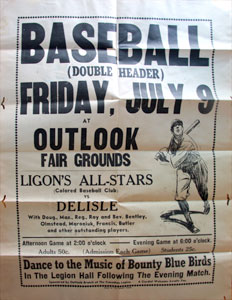 BASEBALL
(DOUBLE HEADER)
FRIDAY, JULY 9
AT
OUTLOOK
FAIR GROUNDS
LIGON'S ALL-STARS
(Colored Baseball Club)
VS
DELISLE
With Doug, Mac, Reg, Roy and Bev. Bentley,
Olmstead, Maroniuk, Francis, Butler
and other outstanding players.
Afternoon Game at 2:00 o'clock — Evening Game at 6:00 o'clock
Adults 50c. (Admission Each Game) Students 25c
Dance to the Music of Bounty Blue Birds
In The Legion Hall Following The Evening Match.